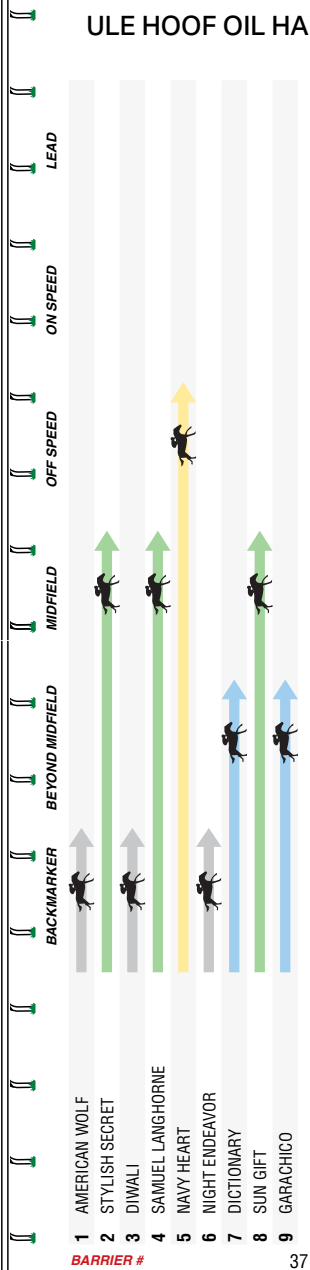 ULE HOOF OIL HA
LEAD
ON SPEED
OFF SPEED
MIDFIELD
BEYOND MIDFIELD
BACKMARKER
1 AMERICAN WOLF
2 STYLISH SECRET
3 DIWALI
4 SAMUEL LANGHORNE
5 NAVY HEART
6 NIGHT ENDEAVOR
7 DICTIONARY
8 SUN GIFT
9 GARACHICO
BARRIER #
37